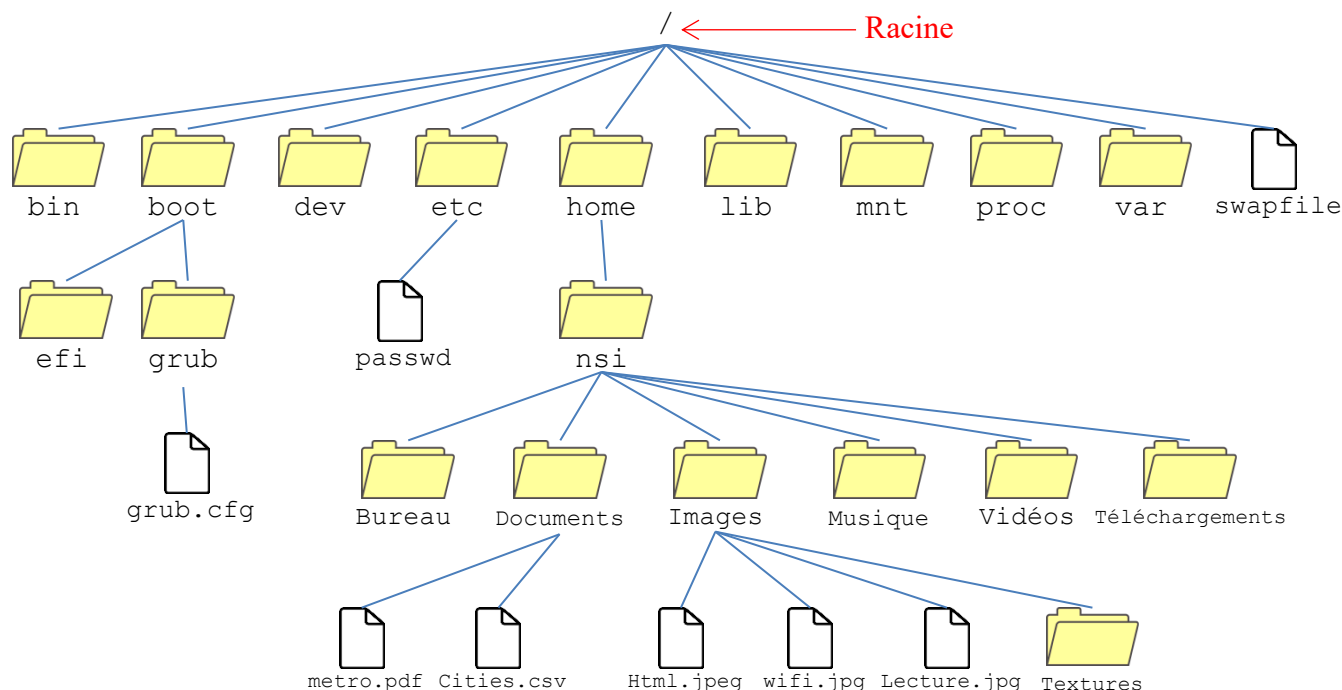 / Racine
bin boot dev etc home lib mnt proc var swapfile
efi grub passwd nsi
grub.cfg Bureau Documents Images Musique Vidéos Téléchargements
metro.pdf Cities.csv Html.jpeg wifi.jpg Lecture.jpg Textures